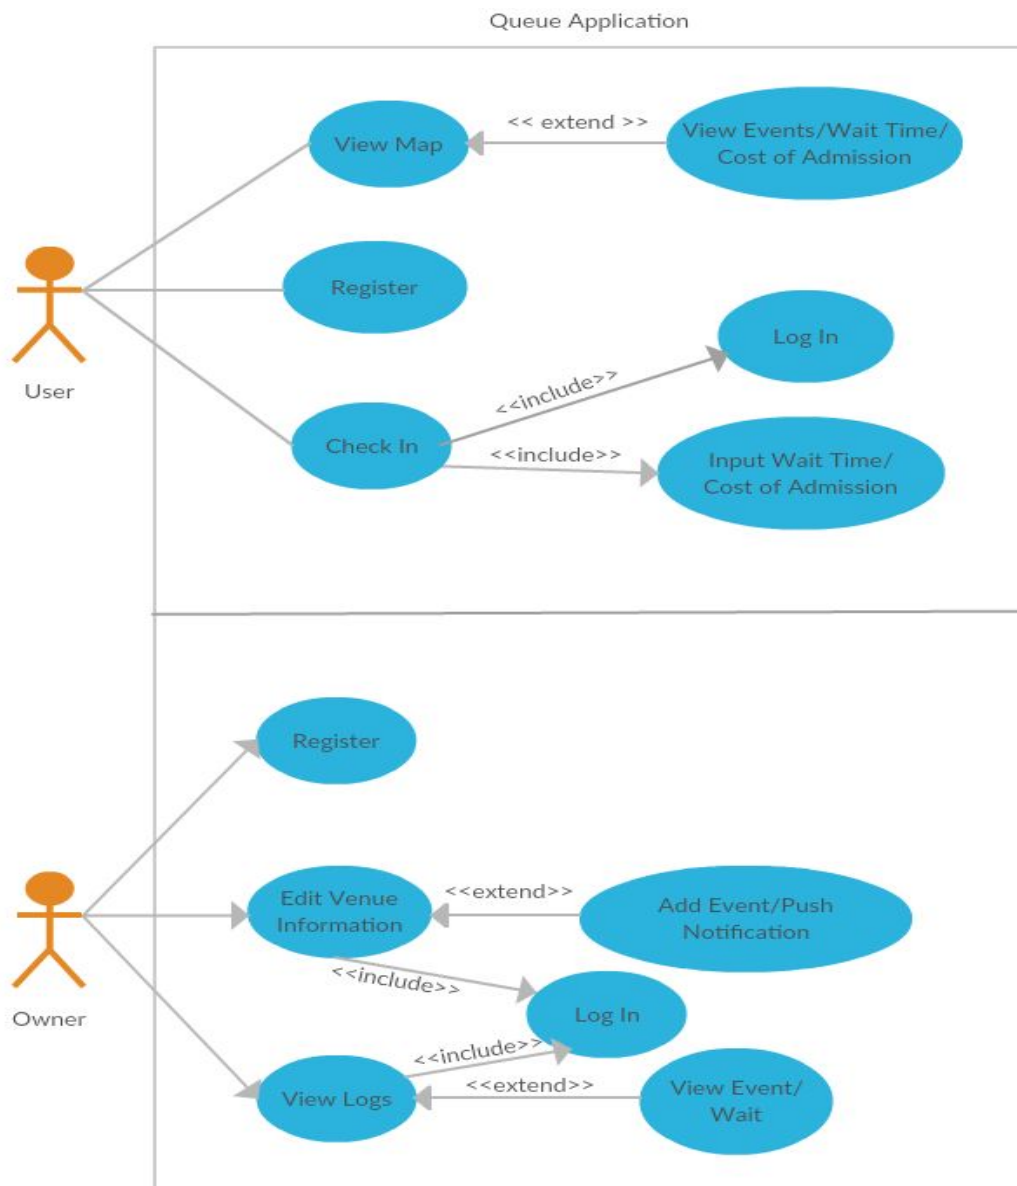 Queue Application
View Map
<< extend >>
View Events/Wait Time/
Cost of Admission
Register
User
Log In
<<include>>
Check In
<<include>>
Input Wait Time/
Cost of Admission
Register
Edit Venue
Information
<<extend>>
Add Event/Push
Notification
<<include>>
Owner
Log In
<<include>>
View Logs
<<extend>>
View Event/
Wait